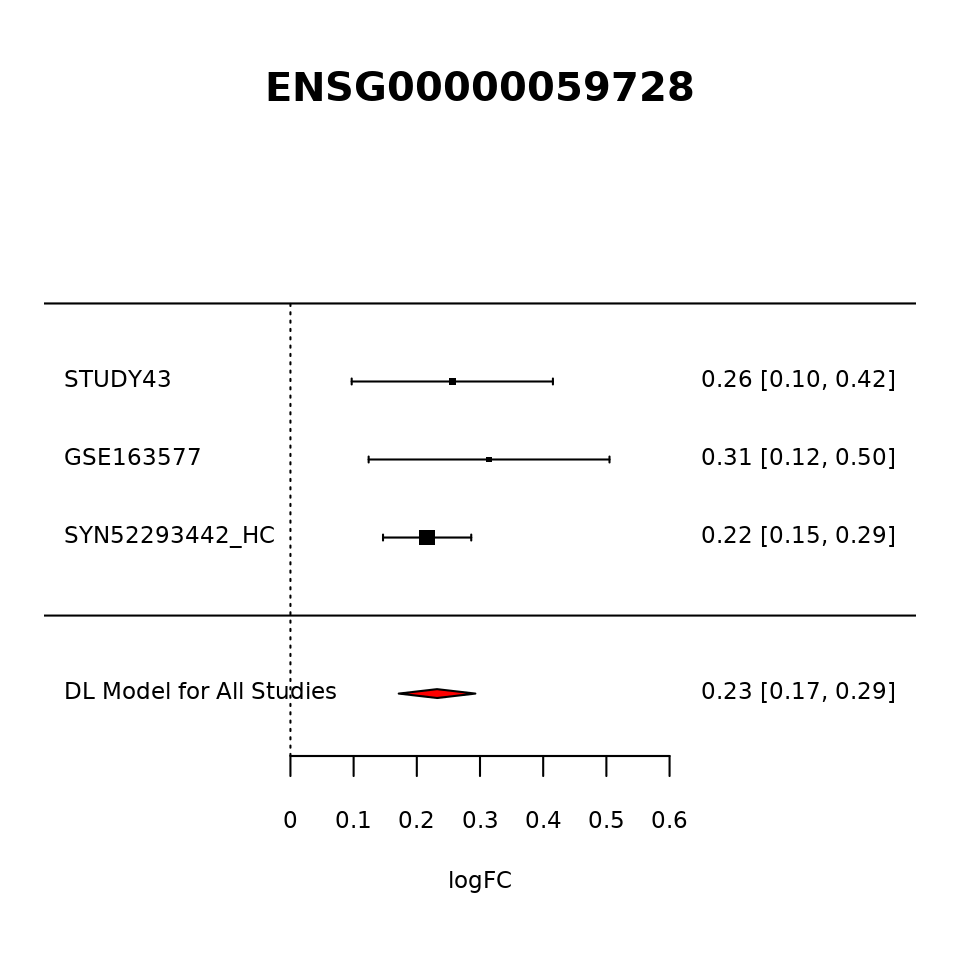 ENSG00000059728
STUDY43 0.26 [0.10, 0.42]
GSE163577 0.31 [0.12, 0.50]
SYN52293442_HC 0.22 [0.15, 0.29]
DL Model for All Studies 0.23 [0.17, 0.29]
0 0.1 0.2 0.3 0.4 0.5 0.6
logFC